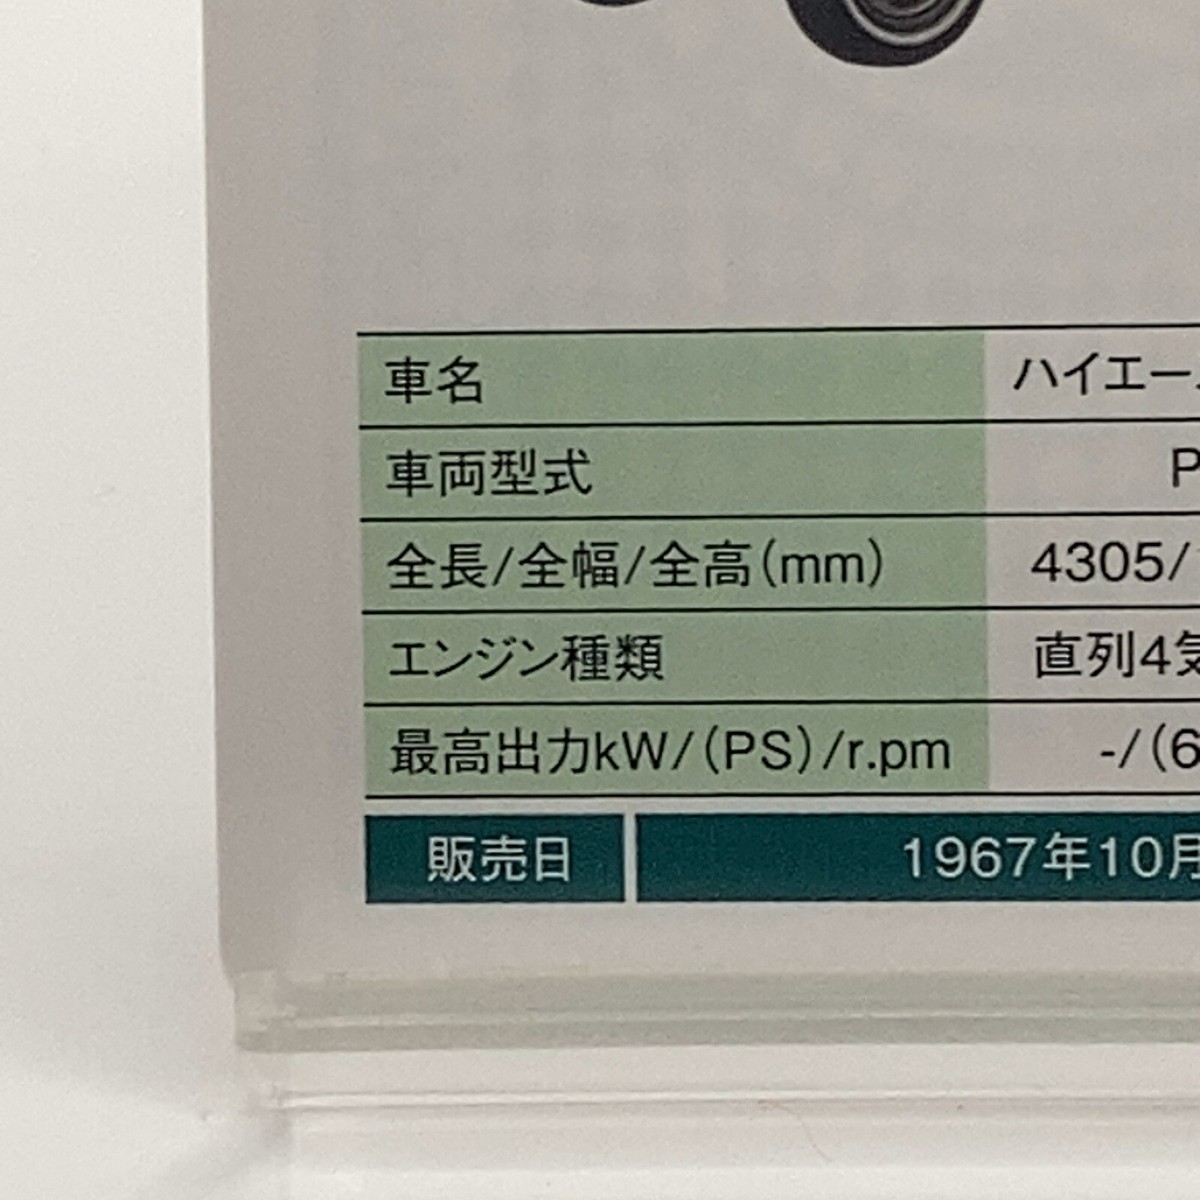 車名 ハイエー
車両型式 P
全長/全幅/全高(mm) 4305/
エンジン種類 直列4気
最高出力kW/(PS)/r.pm -/(6
販売日 1967年10月